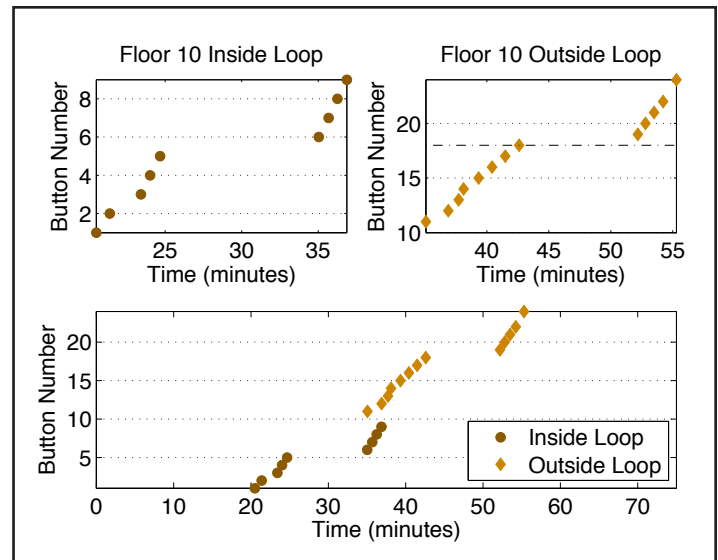 Floor 10 Inside Loop
Button Number
8
6
4
2
25
30
35
Time (minutes)
Floor 10 Outside Loop
Button Number
20
15
10
40
45
50
55
Time (minutes)
Button Number
20
15
10
5
0
10
20
30
40
50
60
70
Time (minutes)
Inside Loop
Outside Loop